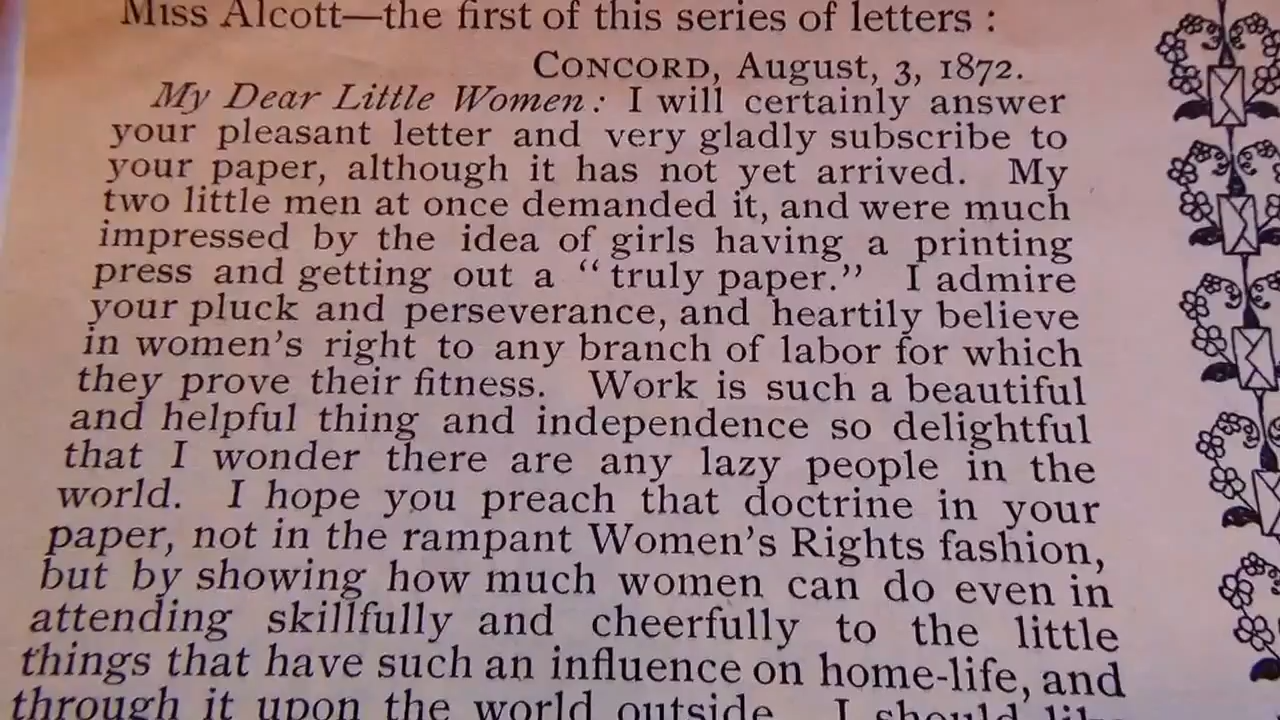 Miss Alcott—the first of this series of letters :
CONCORD, August, 3, 1872.
My Dear Little Women: I will certainly answer
your pleasant letter and very gladly subscribe to
your paper, although it has not yet arrived. My
two little men at once demanded it, and were much
impressed by the idea of girls having a printing
press and getting out a “truly paper.” I admire
your pluck and perseverance, and heartily believe
in women’s right to any branch of labor for which
they prove their fitness. Work is such a beautiful
and helpful thing and independence so delightful
that I wonder there are any lazy people in the
world. I hope you preach that doctrine in your
paper, not in the rampant Women’s Rights fashion,
but by showing how much women can do even in
attending skillfully and cheerfully to the little
things that have such an influence on home-life, and
through it upon the world outside. I should like